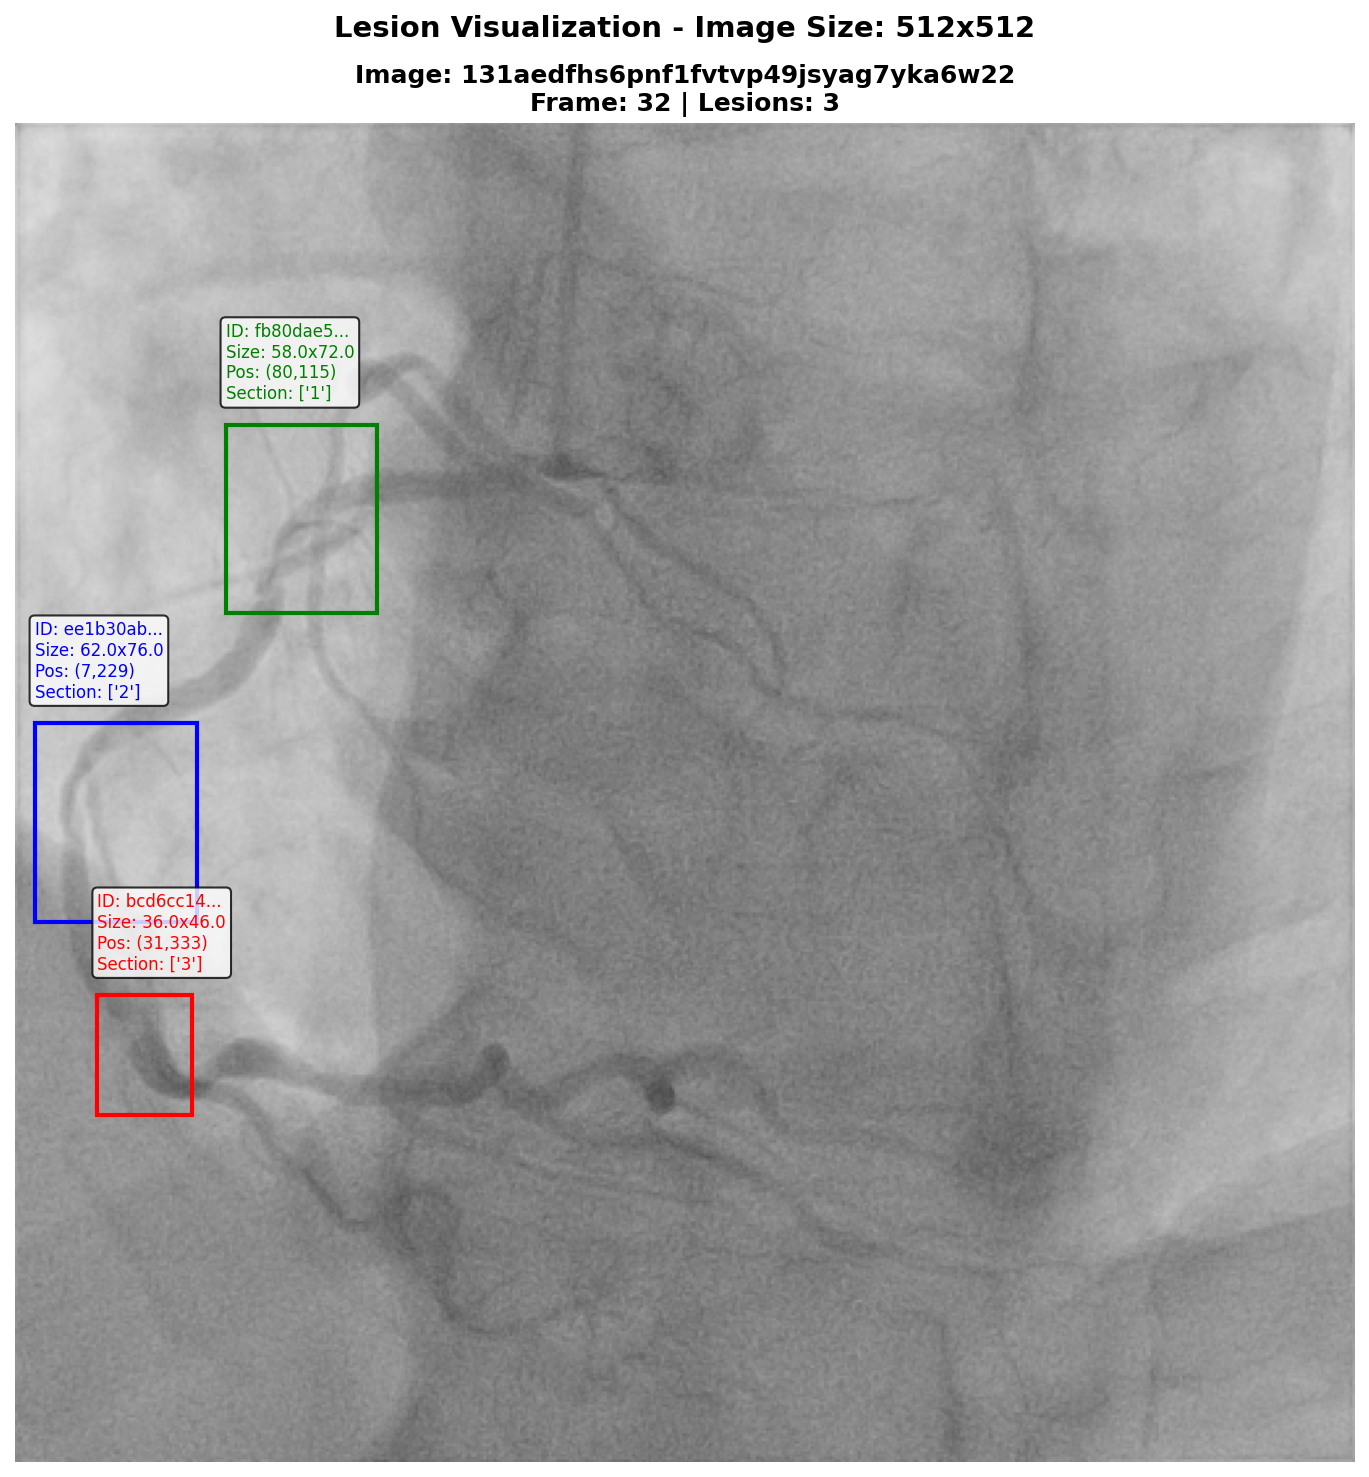 Lesion Visualization - Image Size: 512x512
Image: 131aedfhs6pnf1fvtvp49jsyag7yka6w22
Frame: 32 | Lesions: 3
ID: fb80dae5...
Size: 58.0x72.0
Pos: (80,115)
Section: ['1']
ID: ee1b30ab...
Size: 62.0x76.0
Pos: (7,229)
Section: ['2']
ID: bcd6cc14...
Size: 36.0x46.0
Pos: (31,333)
Section: ['3']